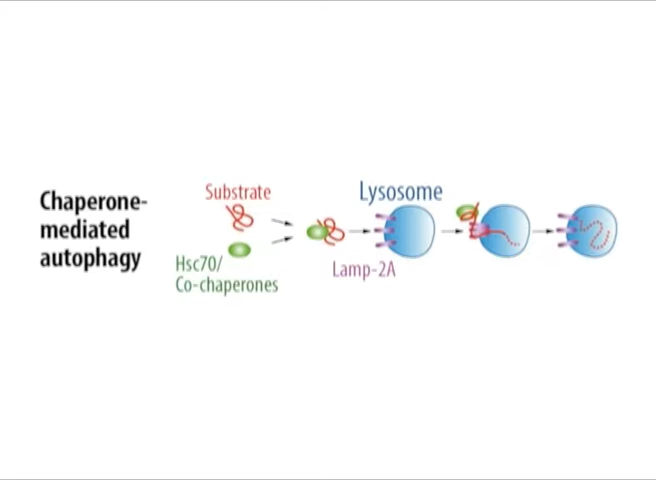 Chaperone-
mediated
autophagy
Substrate
Hsc70/
Co-chaperones
Lysosome
Lamp-2A